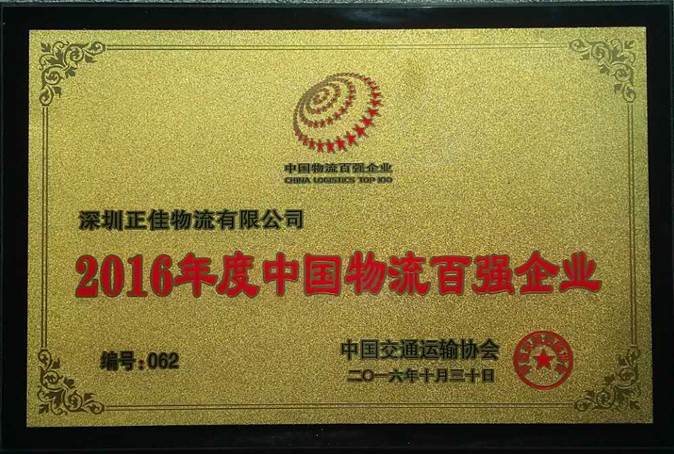 中国物流百强企业
CHINA LOGISTICS TOP 100
深圳正佳物流有限公司
2016年度中国物流百强企业
编号:062
中国交通运输协会
二〇一六年十月三十日